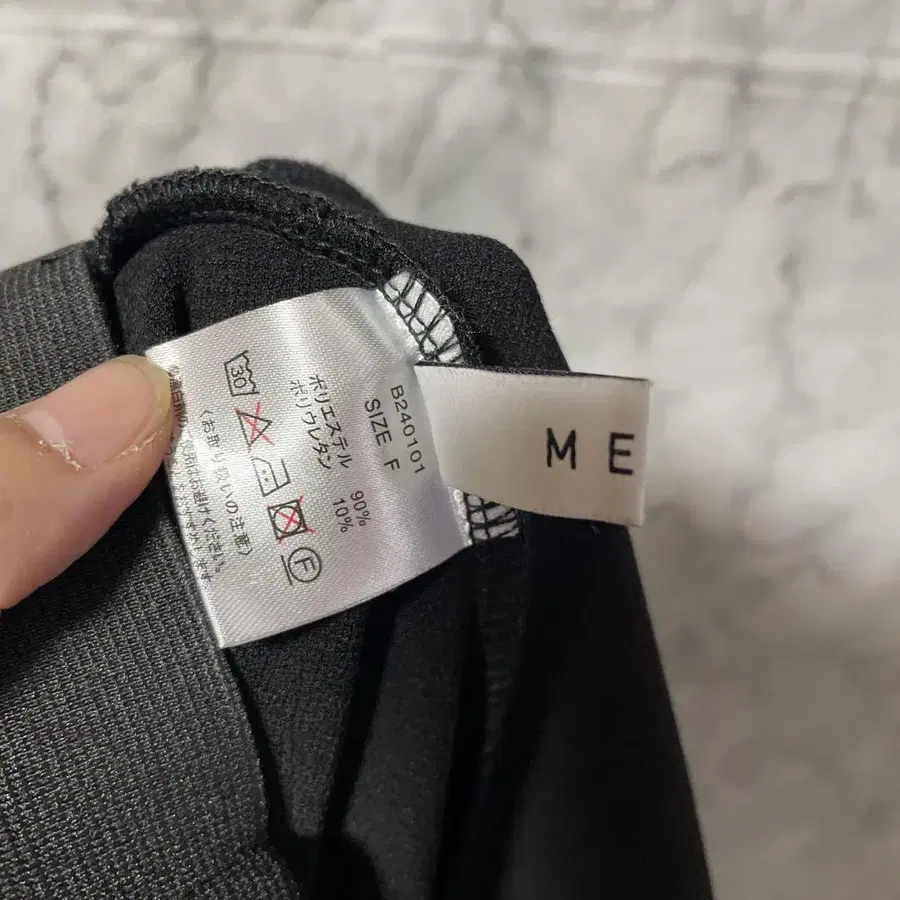 B240101
SIZE F
ポリエステル 90%
ポリウレタン 10%
30
F
〈お取り扱いの注意〉
ME